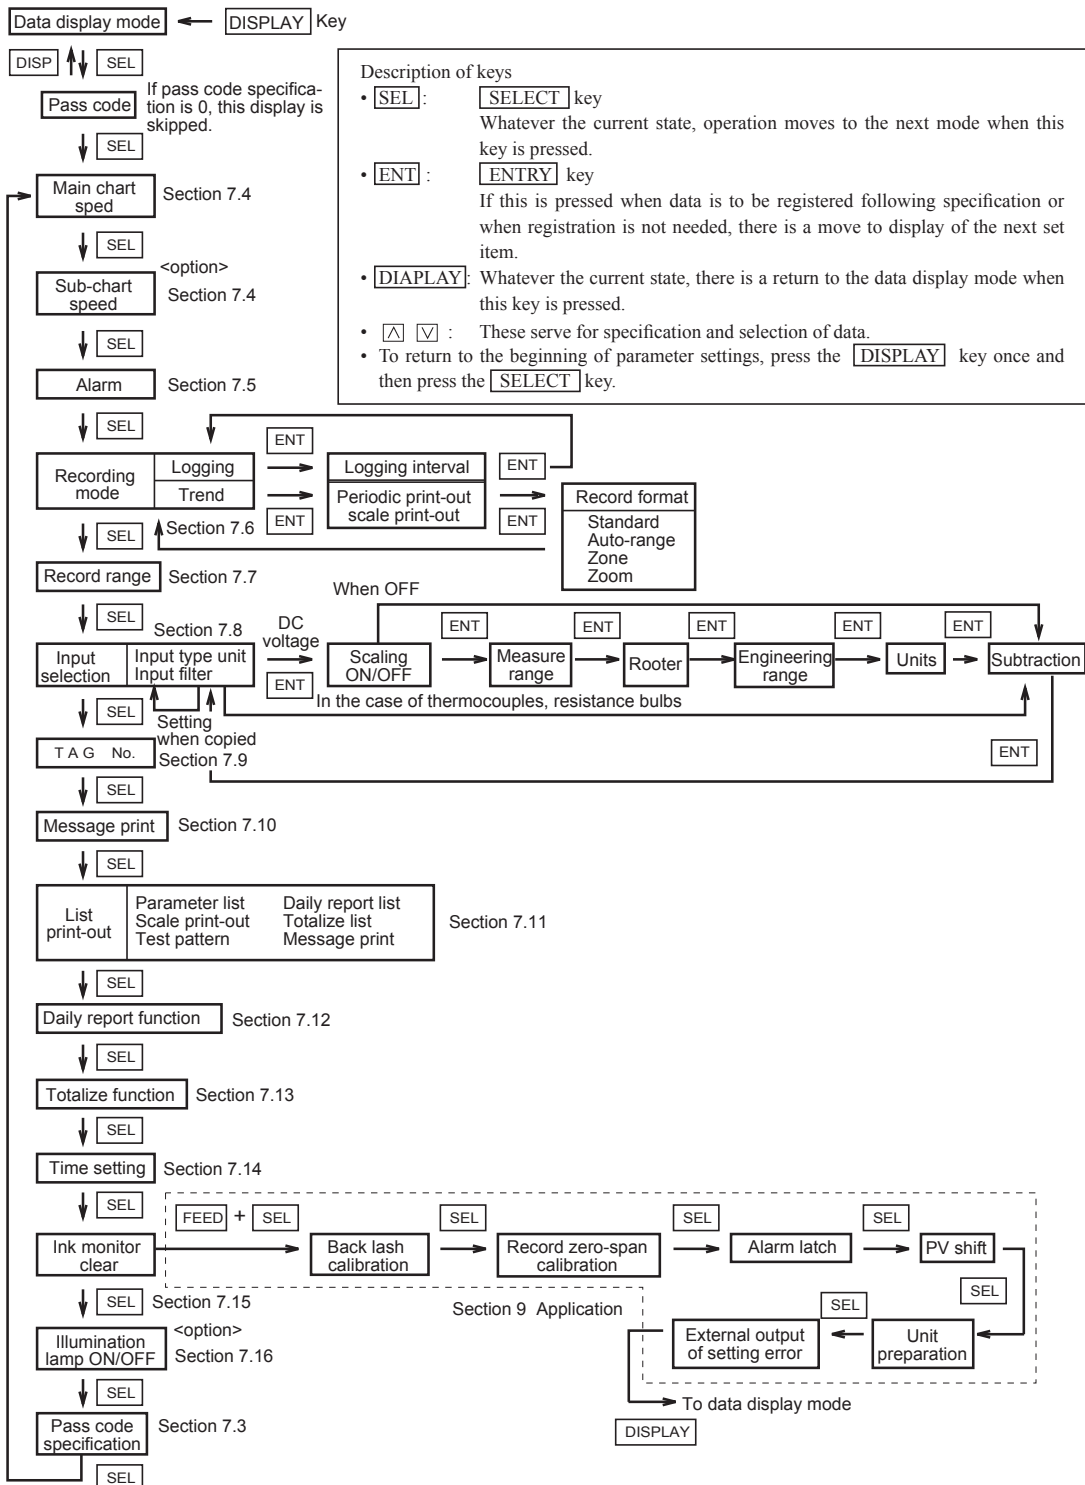 Data display mode
DISPLAY Key
DISP
SEL
Pass code
If pass code specifica-
tion is 0, this display is
skipped.
SEL
Description of keys
• SEL : SELECT key
Whatever the current state, operation moves to the next mode when this
key is pressed.
• ENT : ENTRY key
If this is pressed when data is to be registered following specification or
when registration is not needed, there is a move to display of the next set
item.
• DIAPLAY: Whatever the current state, there is a return to the data display mode when
this key is pressed.
• : These serve for specification and selection of data.
• To return to the beginning of parameter settings, press the DISPLAY key once and
then press the SELECT key.
Main chart
sped
Section 7.4
SEL
<option>
Sub-chart
speed
Section 7.4
SEL
Alarm
Section 7.5
SEL
Recording
mode
Logging
Trend
ENT
ENT
Logging interval
Periodic print-out
scale print-out
ENT
ENT
Record format
Standard
Auto-range
Zone
Zoom
Section 7.6
SEL
Record range
Section 7.7
SEL
Section 7.8
Input
selection
Input type unit
Input filter
DC
voltage
ENT
When OFF
Scaling
ON/OFF
ENT
Measure
range
ENT
Rooter
ENT
Engineering
range
ENT
Units
ENT
Subtraction
In the case of thermocouples, resistance bulbs
ENT
SEL
Setting
when copied
TAG No.
Section 7.9
SEL
Message print
Section 7.10
SEL
List
print-out
Parameter list
Scale print-out
Test pattern
Daily report list
Totalize list
Message print
Section 7.11
SEL
Daily report function
Section 7.12
SEL
Totalize function
Section 7.13
SEL
Time setting
Section 7.14
SEL
FEED + SEL
Ink monitor
clear
Back lash
calibration
SEL
Record zero-span
calibration
SEL
Alarm latch
SEL
PV shift
SEL
Unit
preparation
SEL
External output
of setting error
Section 9 Application
To data display mode
DISPLAY
SEL
Section 7.15
<option>
Illumination
lamp ON/OFF
Section 7.16
SEL
Pass code
specification
Section 7.3
SEL